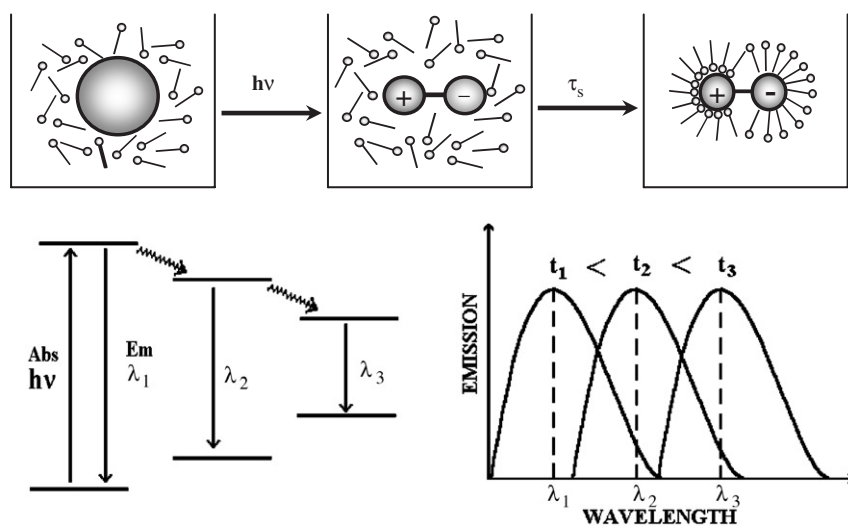 hν
τs
+ − + -
t1 < t2 < t3
Abs
hν
Em
λ1
λ2
λ3
EMISSION
λ1 λ2 λ3
WAVELENGTH